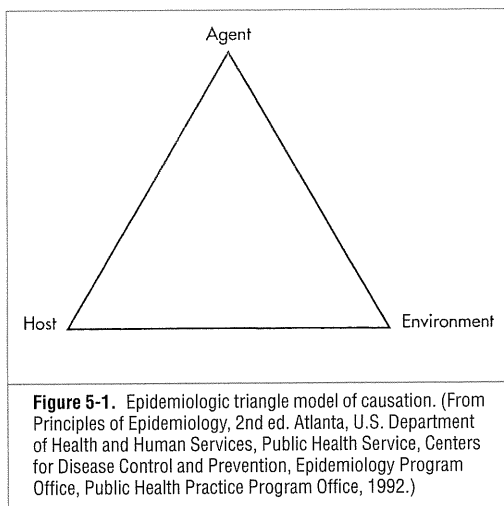 Agent
Host
Environment
Figure 5-1. Epidemiologic triangle model of causation. (From
Principles of Epidemiology, 2nd ed. Atlanta, U.S. Department
of Health and Human Services, Public Health Service, Centers
for Disease Control and Prevention, Epidemiology Program
Office, Public Health Practice Program Office, 1992.)